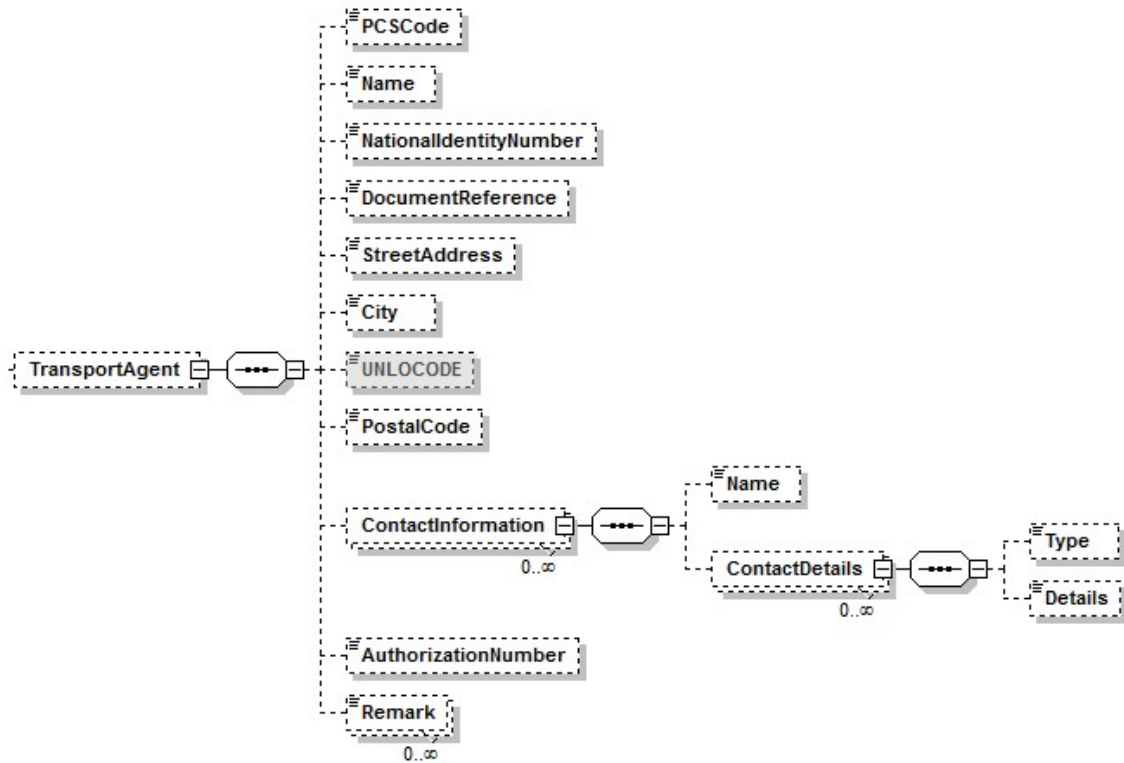 PCSCode
Name
NationalIdentityNumber
DocumentReference
StreetAddress
City
TransportAgent
UNLOCODE
PostalCode
Name
ContactInformation
0..∞
Type
ContactDetails
0..∞
Details
AuthorizationNumber
Remark
0..∞